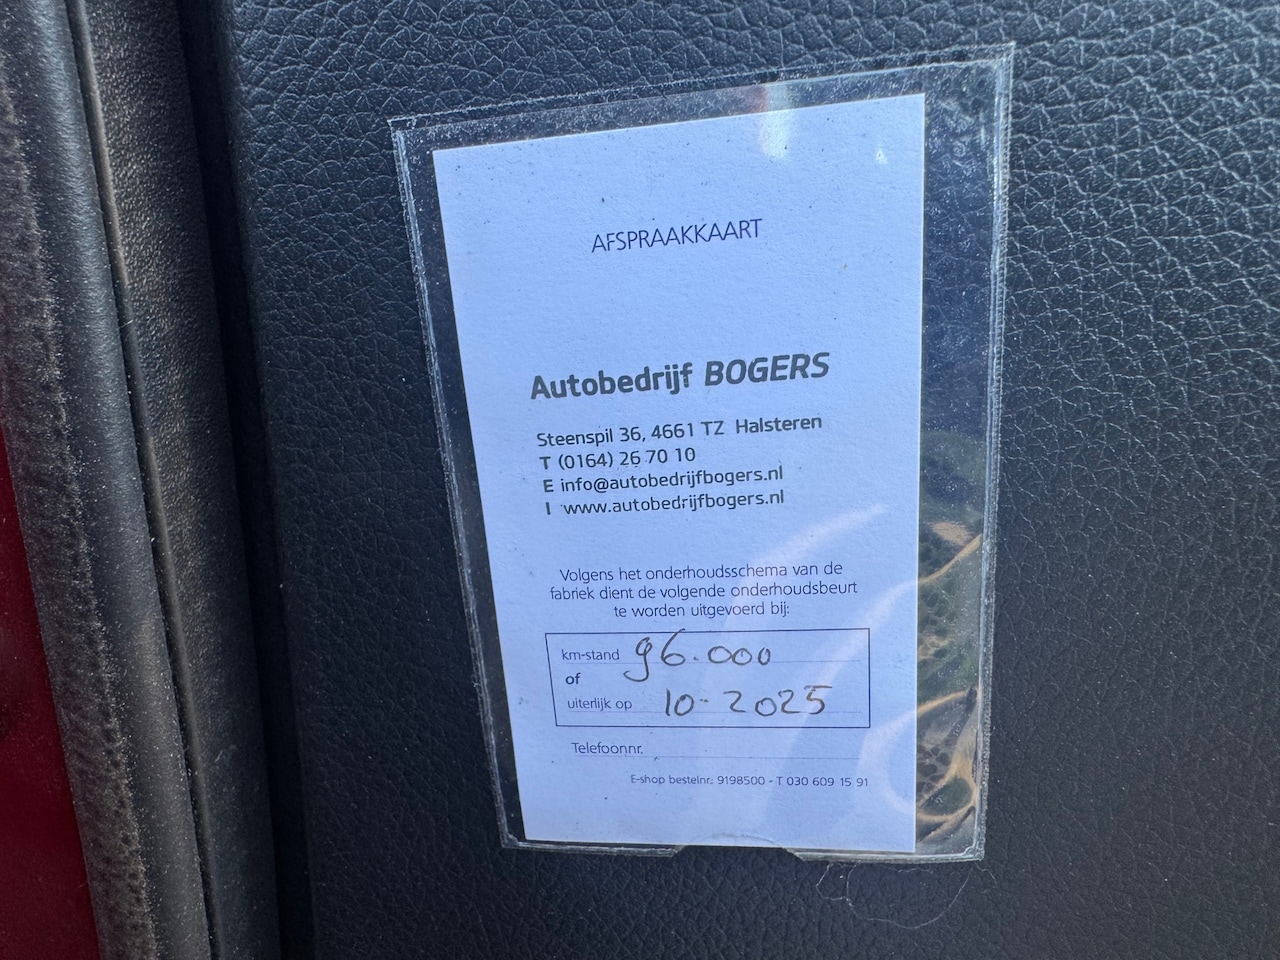 AFSPRAAKKAART
Autobedrijf BOGERS
Steenspil 36, 4661 TZ Halsteren
T (0164) 26 70 10
E info@autobedrijfbogers.nl
I www.autobedrijfbogers.nl
Volgens het onderhoudsschema van de
fabriek dient de volgende onderhoudsbeurt
te worden uitgevoerd bij:
km-stand 96.000
of
uiterlijk op 10-2025
Telefoonnr.
E-shop bestelnr.: 9198500 - T 030 609 15 91